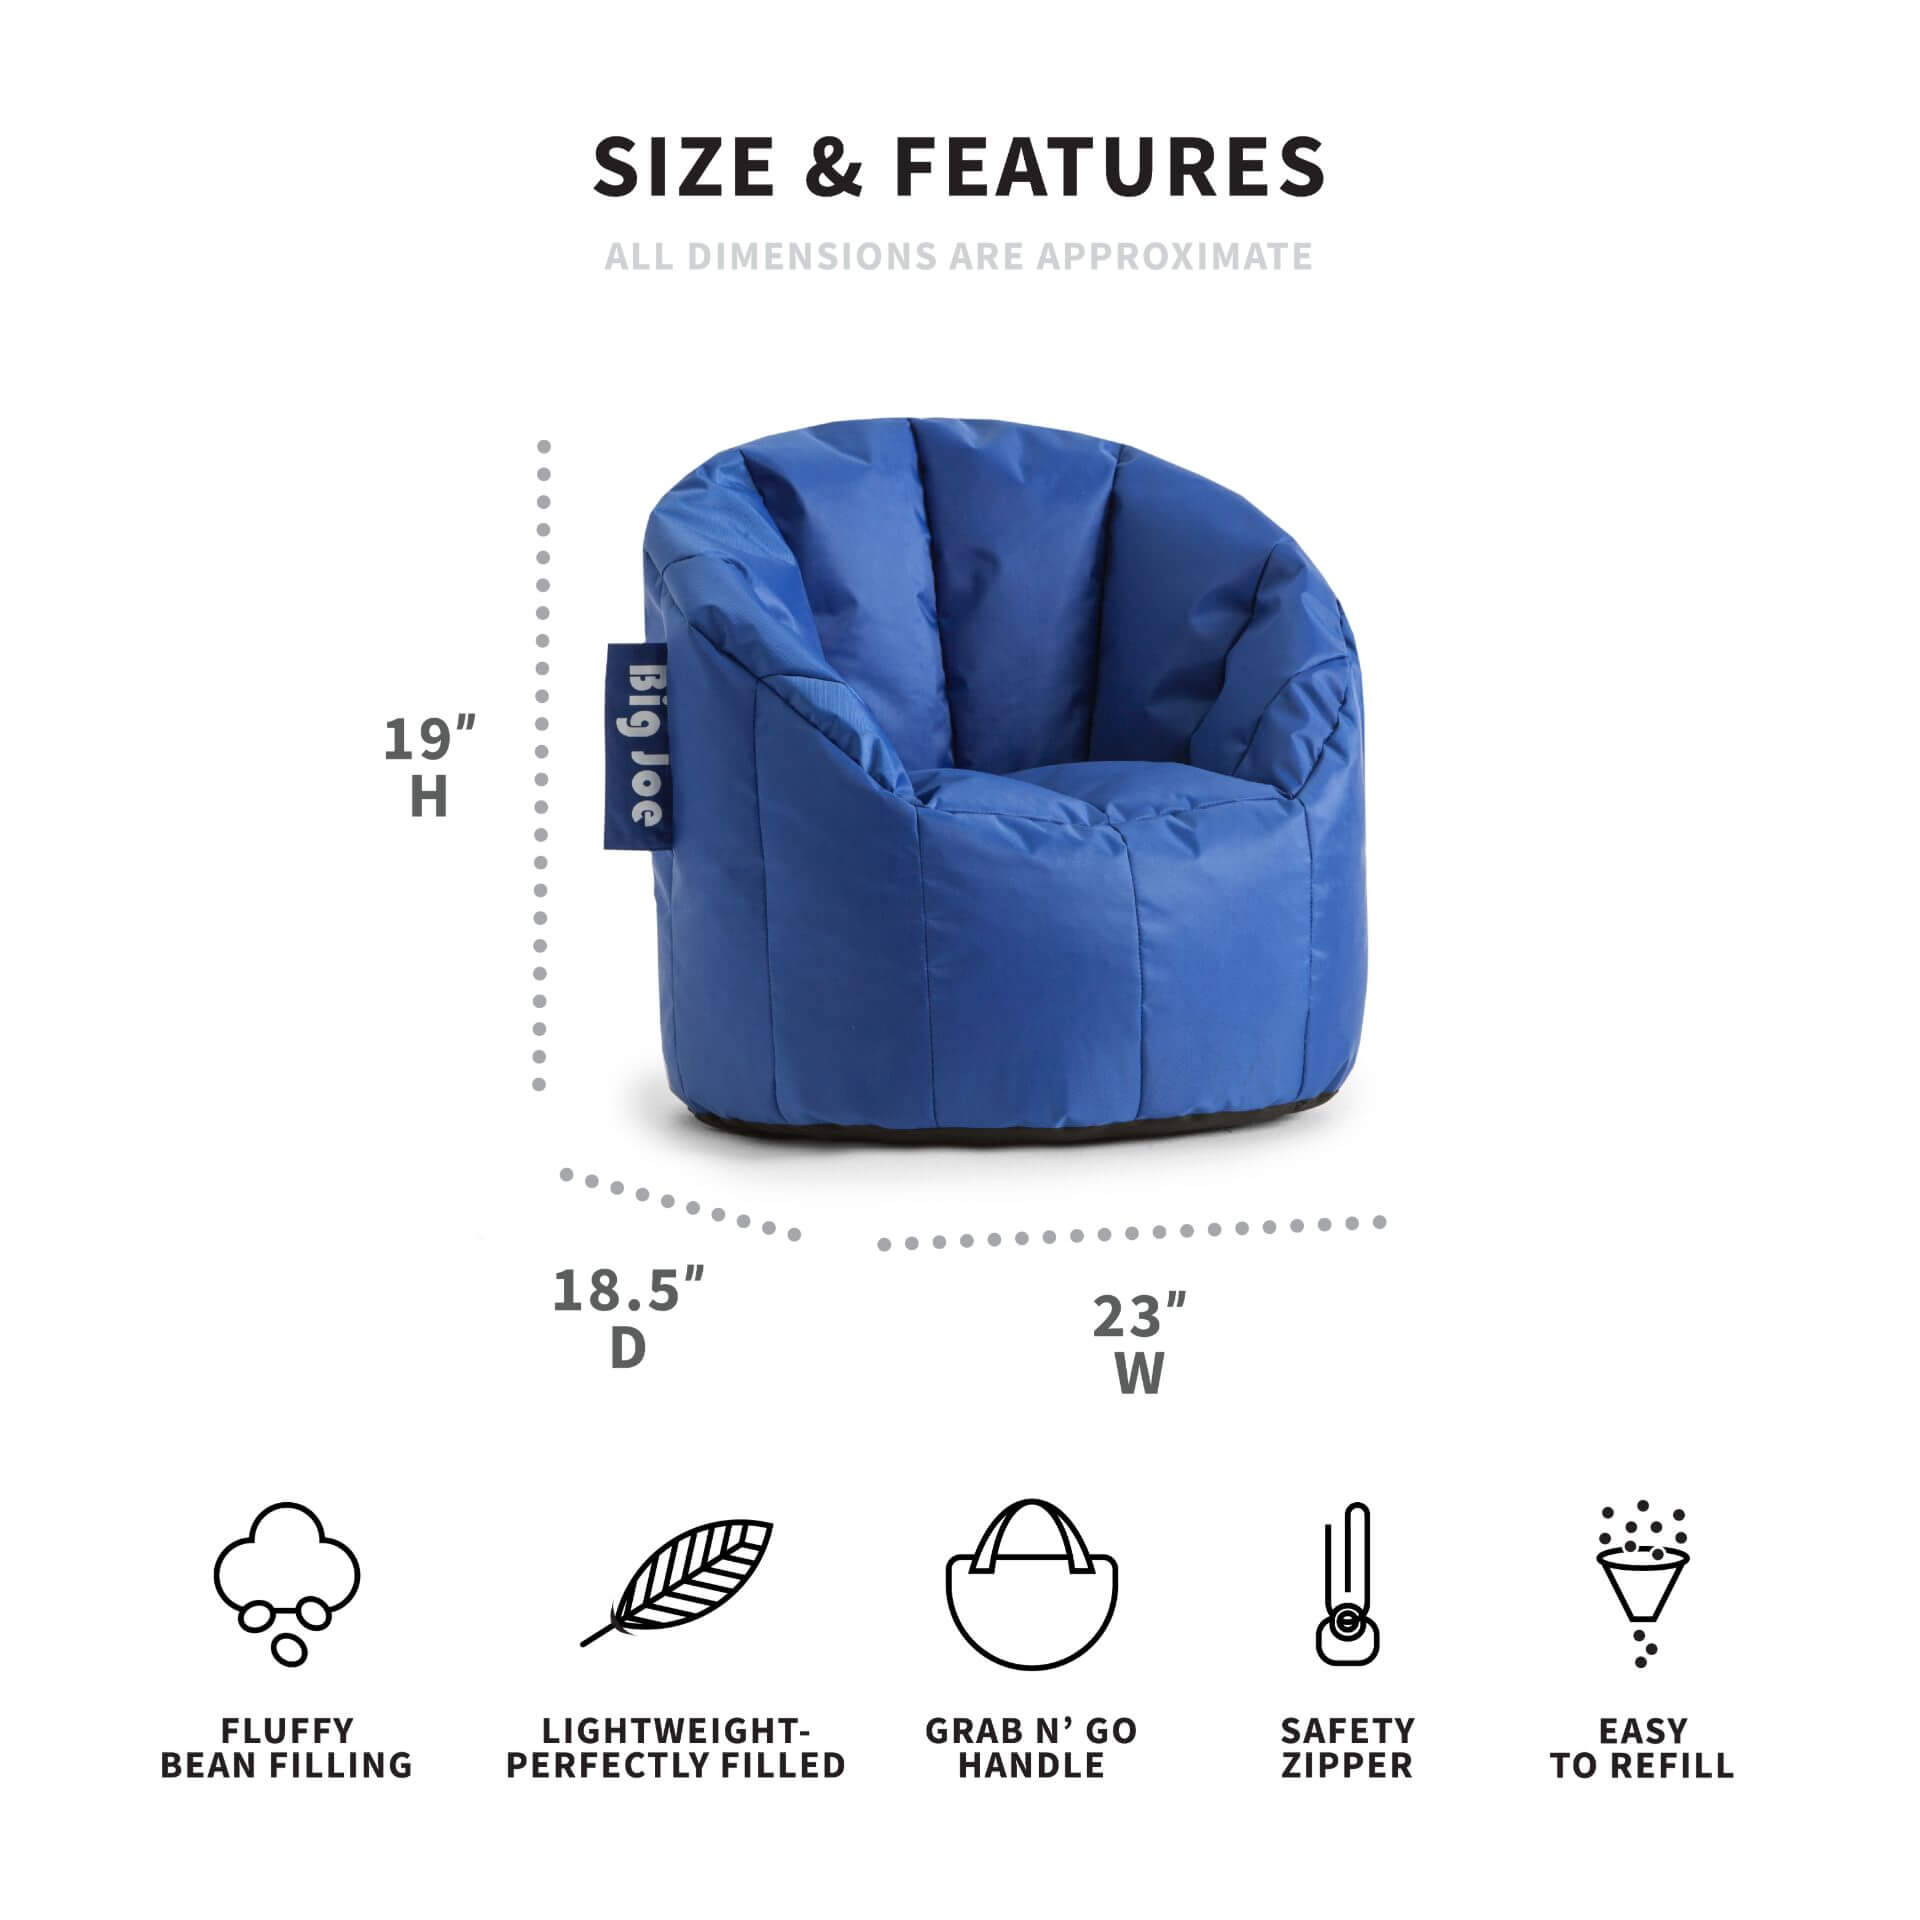 SIZE & FEATURES
ALL DIMENSIONS ARE APPROXIMATE
Big Joe
19"
H
18.5"
D
23"
W
FLUFFY
BEAN FILLING
LIGHTWEIGHT-
PERFECTLY FILLED
GRAB N’ GO
HANDLE
SAFETY
ZIPPER
EASY
TO REFILL